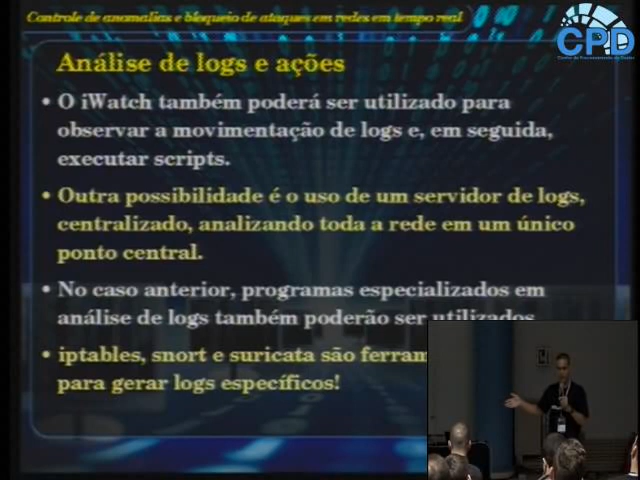 Controle de anomalias e bloqueio de ataques em redes em tempo real
CPD
Análise de logs e ações
• O iWatch também poderá ser utilizado para
observar a movimentação de logs e, em seguida,
executar scripts.
• Outra possibilidade é o uso de um servidor de logs,
centralizado, analizando toda a rede em um único
ponto central.
• No caso anterior, programas especializados em
análise de logs também poderão ser utilizados
• iptables, snort e suricata são
para gerar logs específicos!